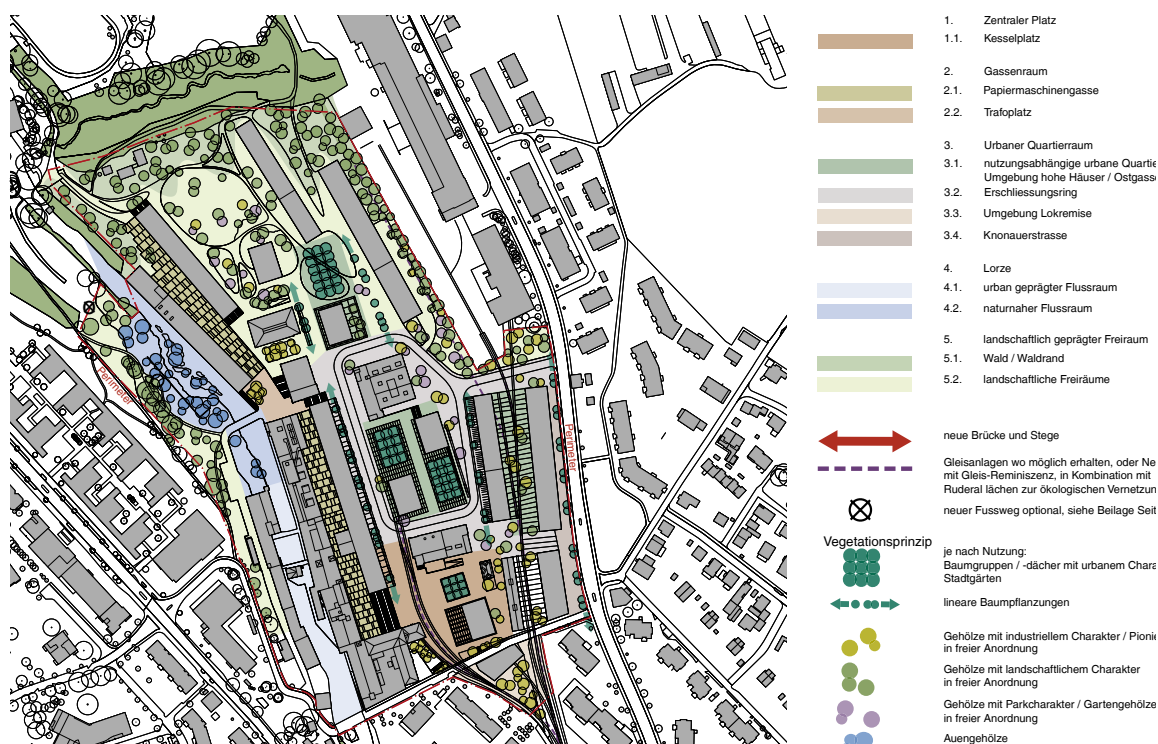 1. Zentraler Platz
1.1. Kesselplatz
2. Gassenraum
2.1. Papiermaschinengasse
2.2. Trafoplatz
3. Urbaner Quartierraum
3.1. nutzungsabhängige urbane Quartie
Umgebung hohe Häuser / Ostgasse
3.2. Erschliessungsring
3.3. Umgebung Lokremise
3.4. Knonauerstrasse
4. Lorze
4.1. urban geprägter Flussraum
4.2. naturnaher Flussraum
5. landschaftlich geprägter Freiraum
5.1. Wald / Waldrand
5.2. landschaftliche Freiräume
neue Brücke und Stege
Gleisanlagen wo möglich erhalten, oder Ne
mit Gleis-Reminiszenz, in Kombination mit
Ruderal lächen zur ökologischen Vernetzun
neuer Fussweg optional, siehe Beilage Seit
Vegetationsprinzip
je nach Nutzung:
Baumgruppen / -dächer mit urbanem Chara
Stadtgärten
lineare Baumpflanzungen
Gehölze mit industriellem Charakter / Pionie
in freier Anordnung
Gehölze mit landschaftlichem Charakter
in freier Anordnung
Gehölze mit Parkcharakter / Gartengehölze
in freier Anordnung
Auengehölze
Perimeter
Perimeter